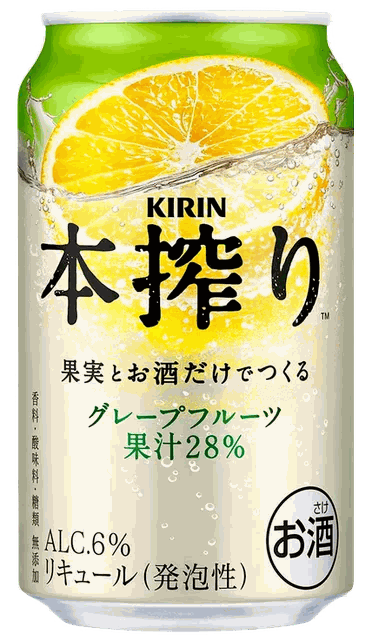 KIRIN
本搾り™
果実とお酒だけでつくる
グレープフルーツ
果汁28%
香料・酸味料・糖類 無添加
ALC.6%
リキュール(発泡性)
さけ
お酒